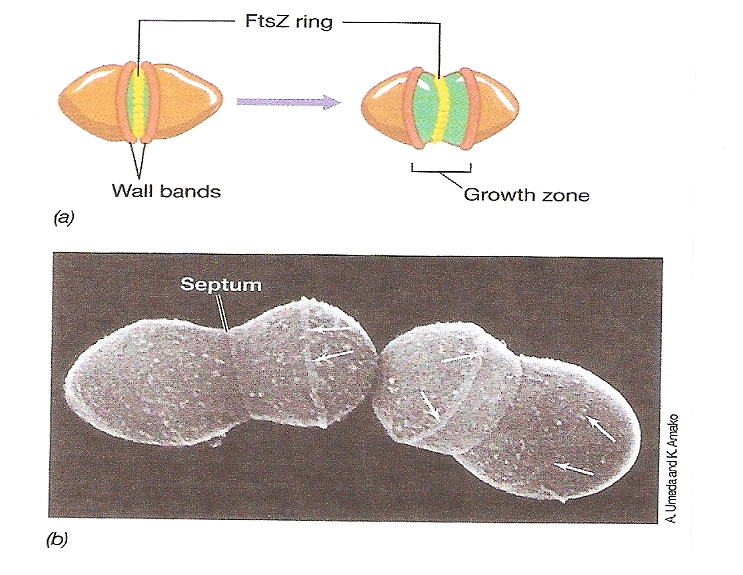 FtsZ ring
Wall bands
Growth zone
(a)
Septum
A. Umeda and K. Amako
(b)